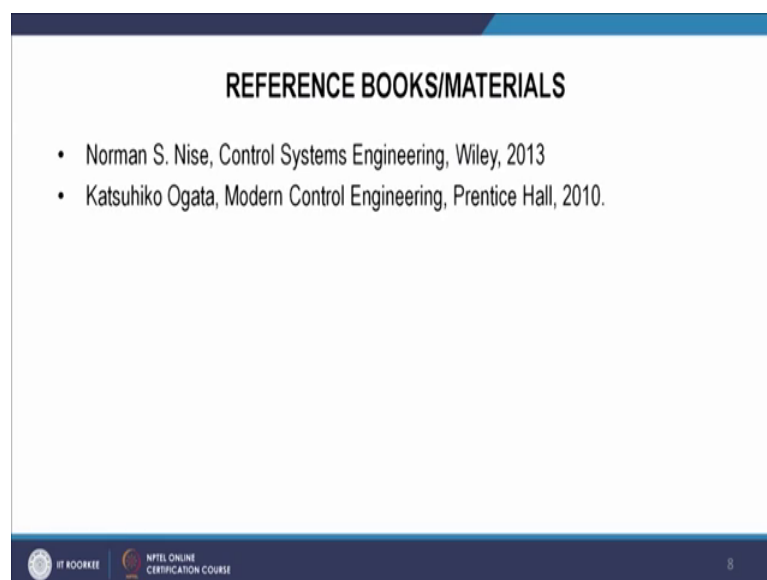 REFERENCE BOOKS/MATERIALS
• Norman S. Nise, Control Systems Engineering, Wiley, 2013
• Katsuhiko Ogata, Modern Control Engineering, Prentice Hall, 2010.
IIT ROORKEE
NPTEL ONLINE
CERTIFICATION COURSE
8